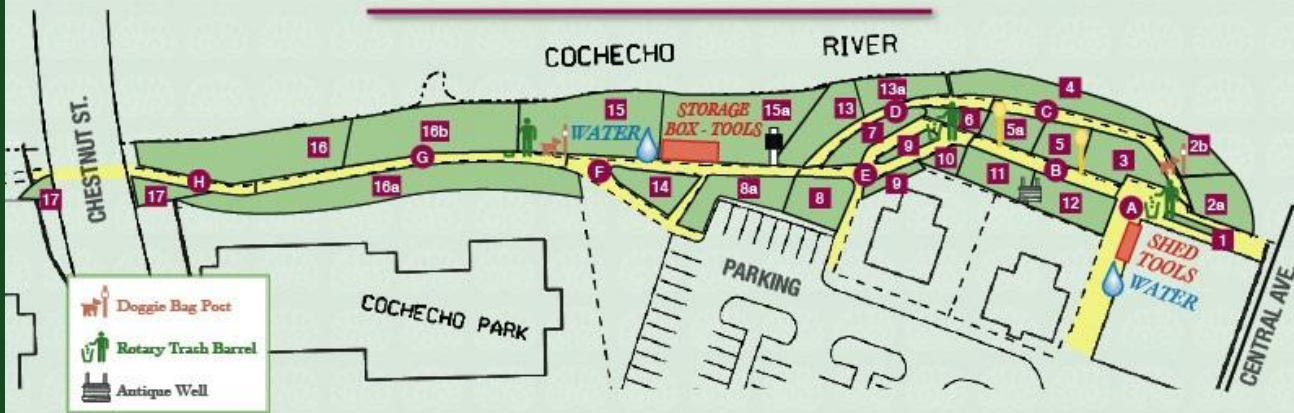 COCHECHO RIVER
CHESTNUT ST.
CENTRAL AVE.
17
17
H
16
16b
G
16a
15
WATER
STORAGE
BOX - TOOLS
15a
F
14
8a
8
13
13a
D
7
9
E
9
10
6
5a
C
4
5
B
11
12
3
2b
2a
A
1
SHED
TOOLS
WATER
PARKING
COCHECHO PARK
Doggie Bag Post
Rotary Trash Barrel
Antique Well